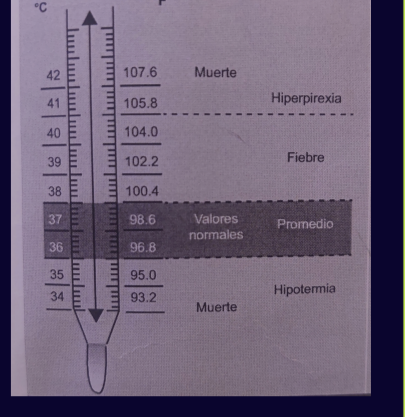 °C F
42 107.6 Muerte
41 105.8 Hiperpirexia
40 104.0
39 102.2 Fiebre
38 100.4
37 98.6 Valores normales Promedio
36 96.8
35 95.0
34 93.2 Hipotermia
Muerte